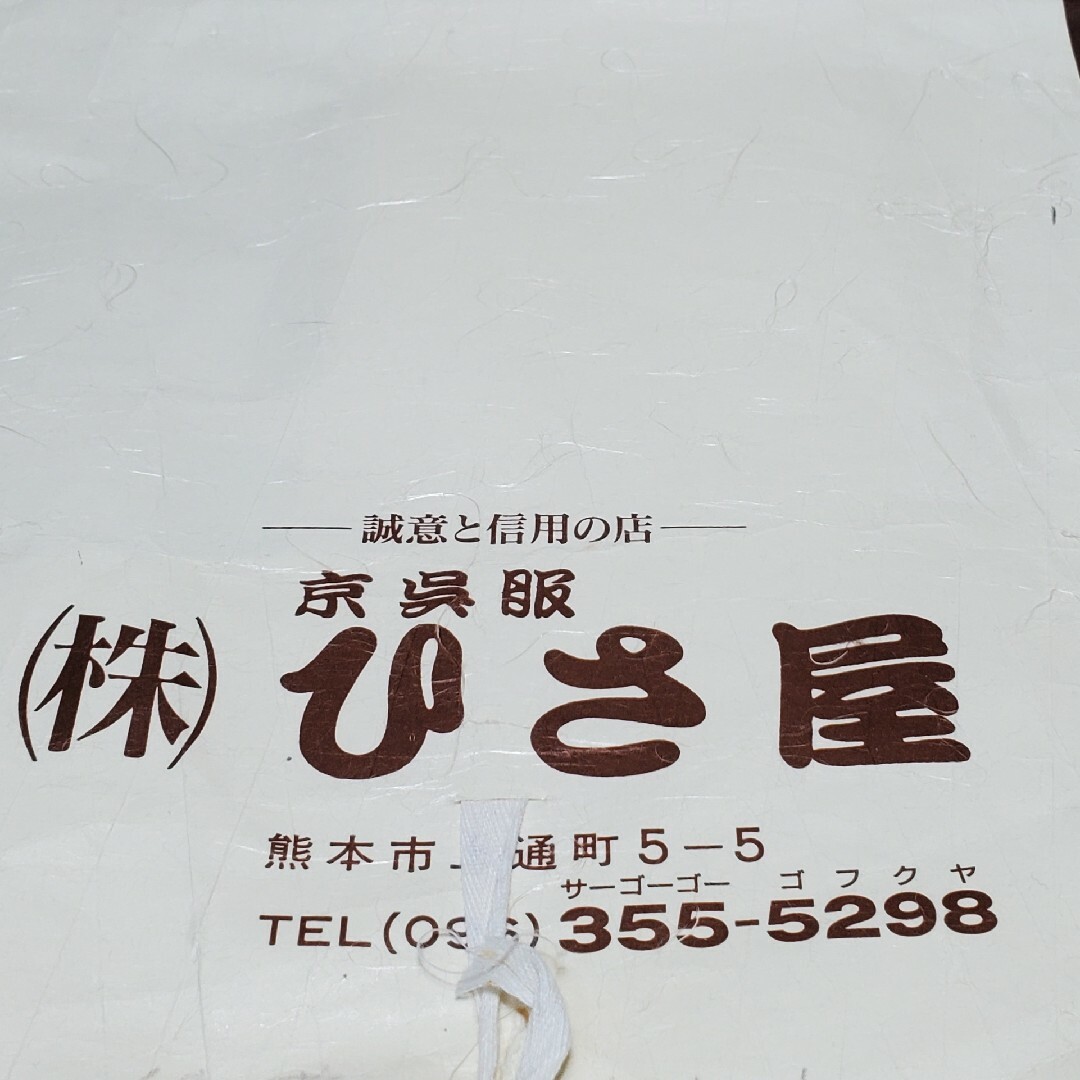 誠意と信用の店
京呉服
(株)ひさ屋
熊本市 通町5-5
サーゴーゴー ゴフクヤ
TEL(096)355-5298